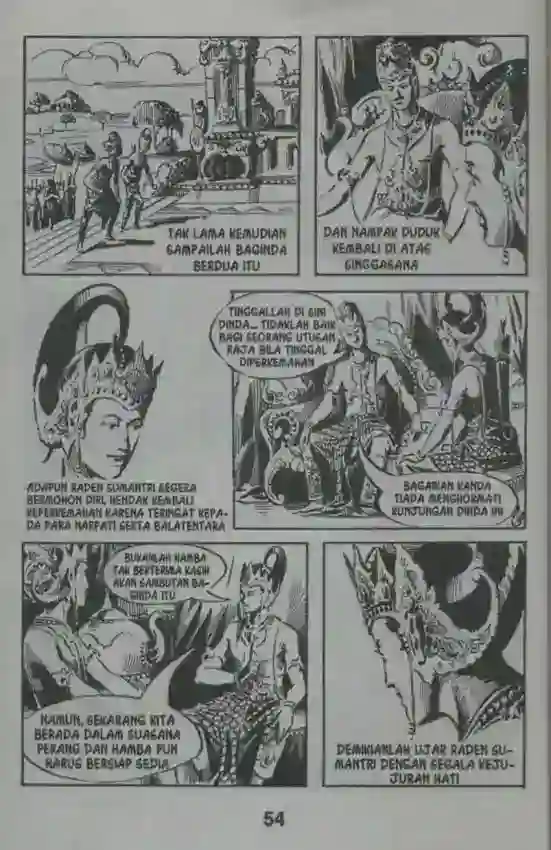 TAK LAMA KEMUDIAN
SAMPAILAH BAGINDA
BERDUA ITU
DAN NAMPAK DUDUK
KEMBALI DI ATAS
SINGGASANA
ADAPUN RADEN SUMANTRI SEGERA
BERMOHON DIRI, HENDAK KEMBALI
KEPERKEMAHAN KARENA TERINGAT KEPA-
DA PARA NARPATI SERTA BALATENTARA
TINGGALLAH DI SINI
DINDA... TIDAKLAH BAIK
BAGI SEORANG UTUSAN
RAJA BILA TINGGAL
DIPERKEMAHAN
BAGAIKAN KANDA
TIADA MENGHORMATI
KUNJUNGAN DINDA INI
BUKANLAH HAMBA
TAK BERTERIMA KASIH
AKAN SAMBUTAN BA-
GINDA ITU
NAMUN, SEKARANG KITA
BERADA DALAM SUASANA
PERANG DAN HAMBA PUN
HARUS BERSIAP SEDIA
DEMIKIANLAH UJAR RADEN SU-
MANTRI DENGAN SEGALA KEJU-
JURAN HATI
54